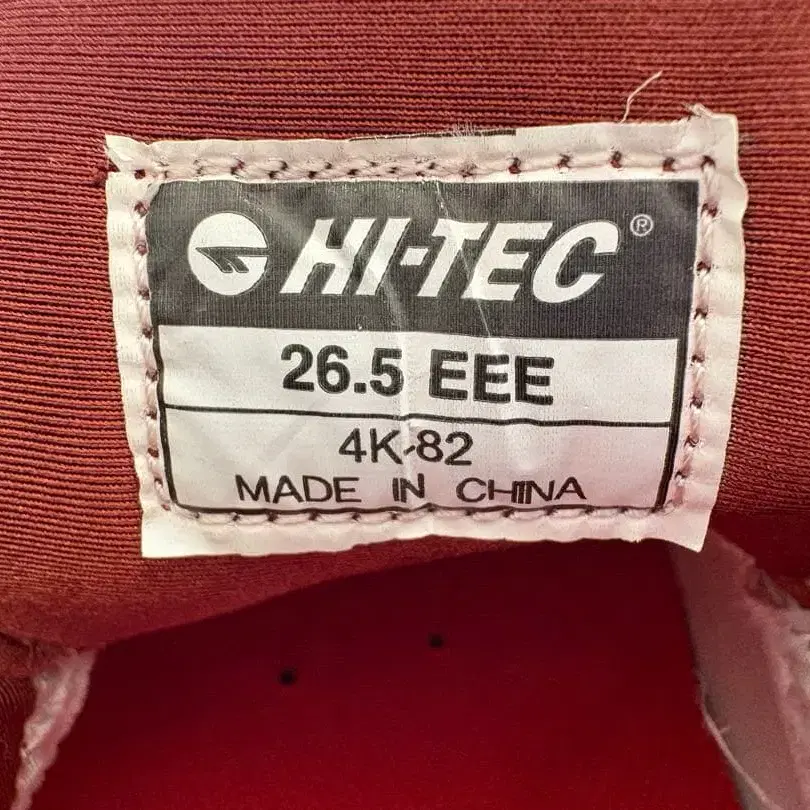 HI-TEC®
26.5 EEE
4K-82
MADE IN CHINA